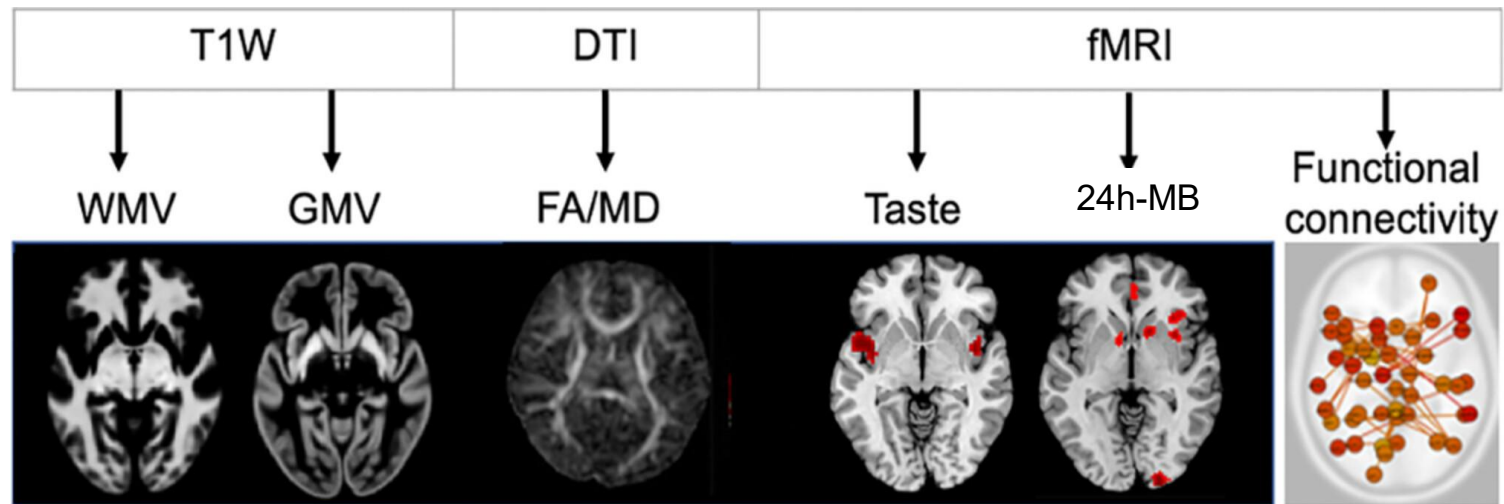 T1W DTI fMRI
WMV GMV FA/MD Taste 24h-MB Functional
connectivity